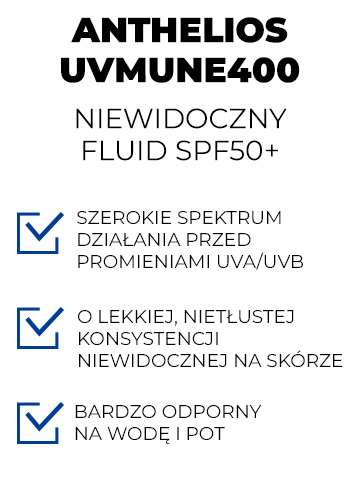 ANTHELIOS
UVMUNE400
NIEWIDOCZNY
FLUID SPF50+
SZEROKIE SPEKTRUM
DZIAŁANIA PRZED
PROMIENIAMI UVA/UVB
O LEKKIEJ, NIETŁUSTEJ
KONSYSTENCJI
NIEWIDOCZNEJ NA SKÓRZE
BARDZO ODPORNY
NA WODĘ I POT